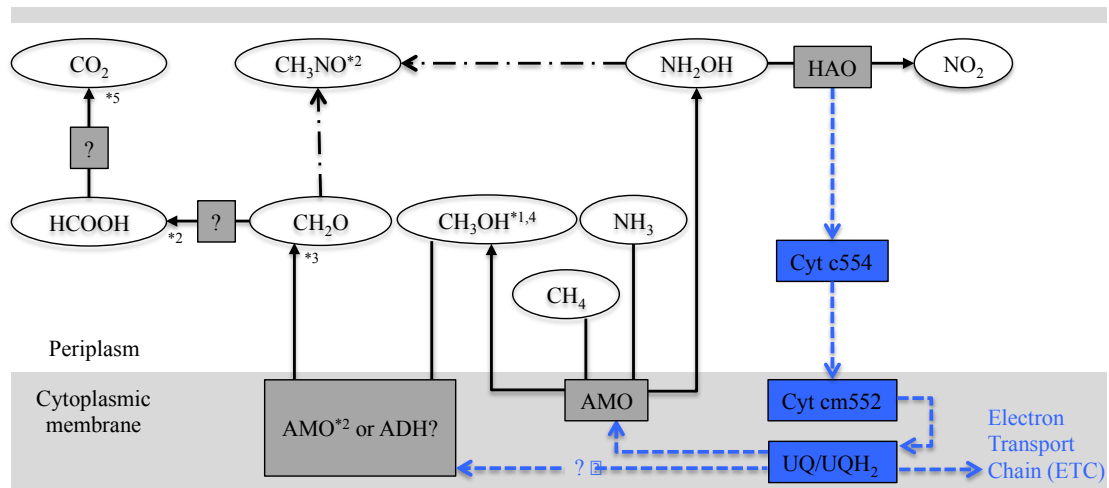 CO₂
*5
CH₃NO*²
NH₂OH
HAO
NO₂
?
HCOOH
*2
?
CH₂O
*3
CH₃OH*¹,⁴
NH₃
CH₄
Cyt c554
Periplasm
Cytoplasmic
membrane
AMO*² or ADH?
AMO
Cyt cm552
UQ/UQH₂
?
Electron
Transport
Chain (ETC)